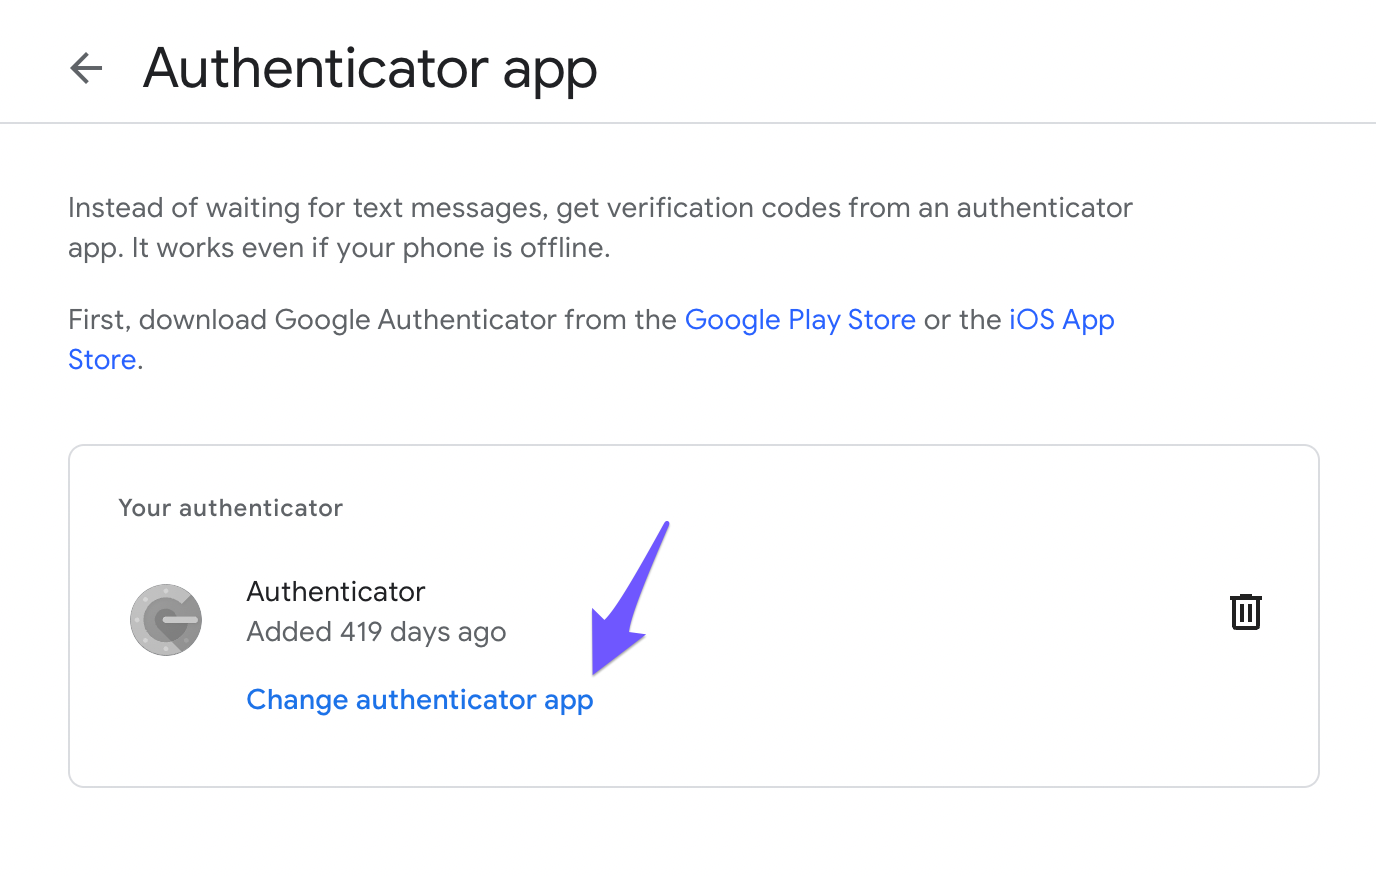 Authenticator app
Instead of waiting for text messages, get verification codes from an authenticator
app. It works even if your phone is offline.
First, download Google Authenticator from the Google Play Store or the iOS App
Store.
Your authenticator
Authenticator
Added 419 days ago
Change authenticator app